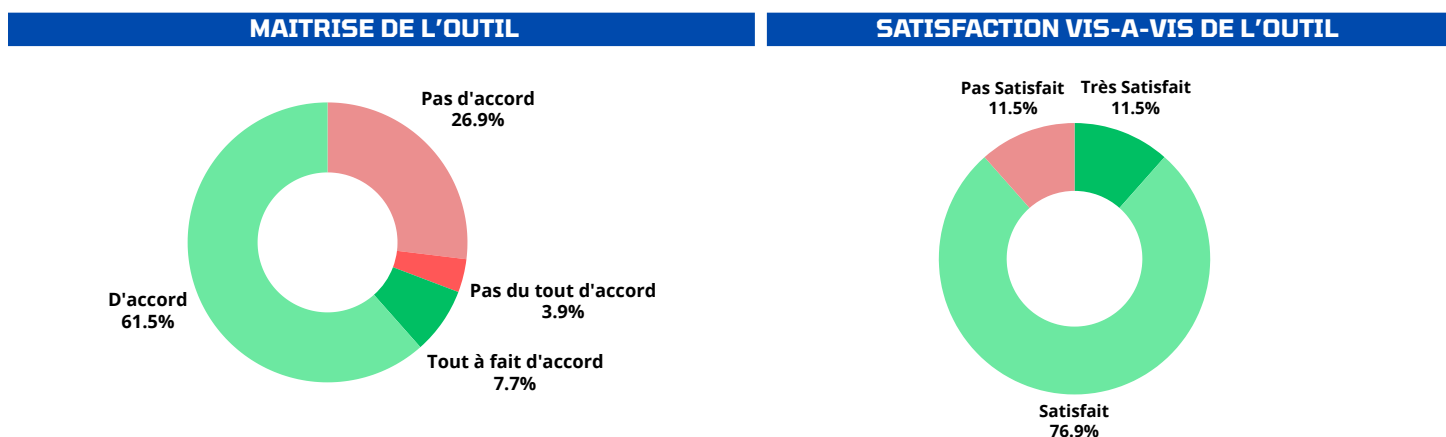 MAITRISE DE L'OUTIL
Pas d'accord
26.9%
Pas du tout d'accord
3.9%
Tout à fait d'accord
7.7%
D'accord
61.5%
SATISFACTION VIS-A-VIS DE L'OUTIL
Pas Satisfait
11.5%
Très Satisfait
11.5%
Satisfait
76.9%